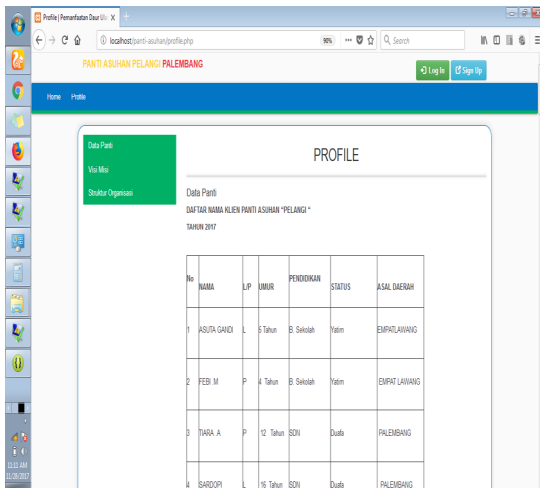 Profile | Pemanfaatan Daur Ula X
localhost/panti-asuhan/profile.php 90% Search
PANTI ASUHAN PELANGI PALEMBANG
Log In Sign Up
Home Profile
Data Panti
Visi Misi
Struktur Organisasi
PROFILE
Data Panti
DAFTAR NAMA KLIEN PANTI ASUHAN "PELANGI "
TAHUN 2017
No NAMA L/P UMUR PENDIDIKAN STATUS ASAL DAERAH
1 ASUTA GANDI L 5 Tahun B. Sekolah Yatim EMPATLAWANG
2 FEBI .M P 4 Tahun B. Sekolah Yatim EMPAT LAWANG
3 TIARA .A P 12 Tahun SDN Duafa PALEMBANG
4 SARDOPI L 16 Tahun SDN Duafa PALEMBANG
11:11 AM
11/28/2017